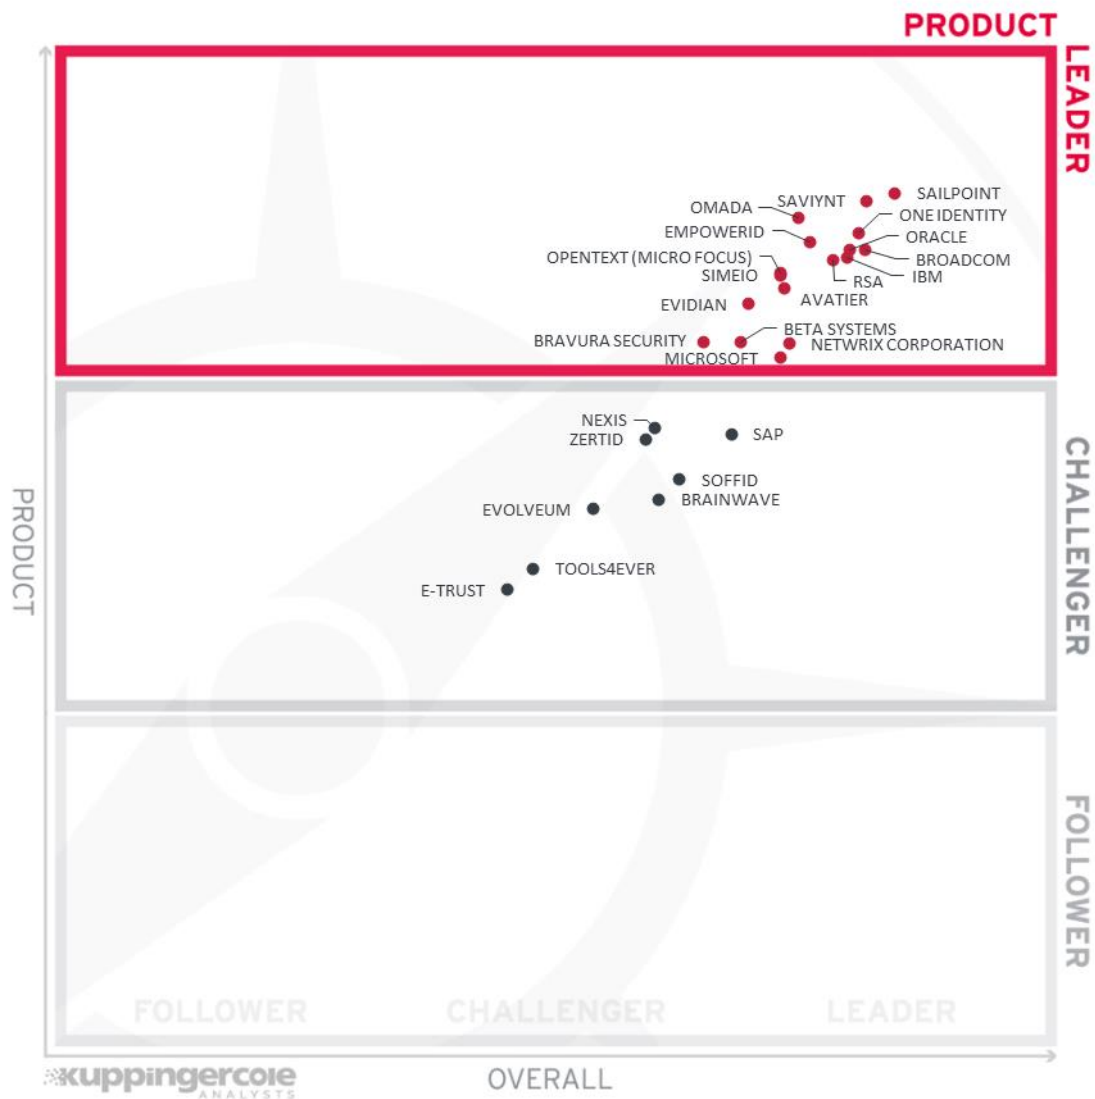 PRODUCT
LEADER
SAILPOINT
SAVIYNT
OMADA
ONE IDENTITY
EMPOWERID
ORACLE
OPENTEXT (MICRO FOCUS)
BROADCOM
SIMEIO
IBM
RSA
AVATIER
EVIDIAN
BETA SYSTEMS
BRAVURA SECURITY
NETWRIX CORPORATION
MICROSOFT
NEXIS
ZERTID
SAP
CHALLENGER
SOFFID
BRAINWAVE
EVOLVEUM
PRODUCT
TOOLS4EVER
E-TRUST
FOLLOWER
FOLLOWER
CHALLENGER
LEADER
kuppingercole
ANALYSTS
OVERALL